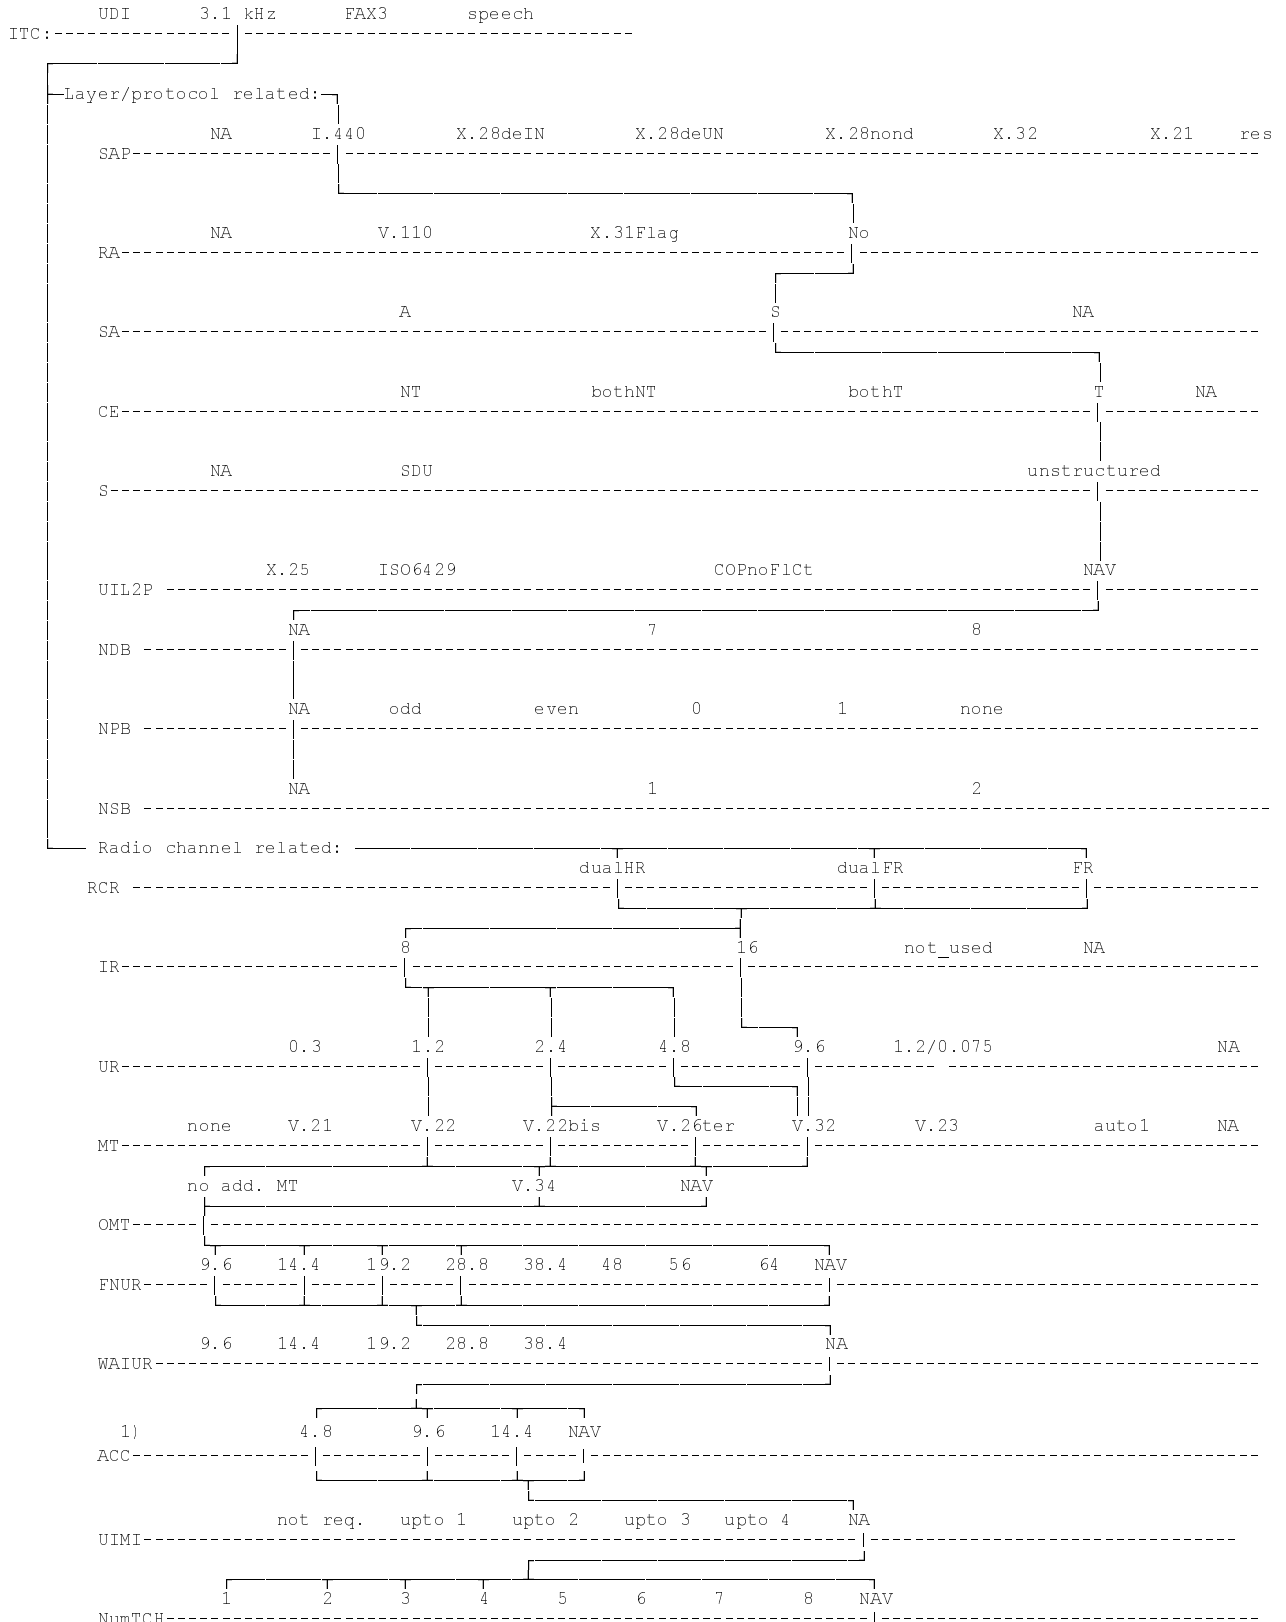 UDI 3.1 kHz FAX3 speech
ITC:
Layer/protocol related:
NA I.440 X.28deIN X.28deUN X.28nond X.32 X.21 res
SAP
NA V.110 X.31Flag No
RA
A S NA
SA
NT bothNT bothT T NA
CE
NA SDU unstructured
S
X.25 ISO6429 COPnoFlCt NAV
UIL2P
NA 7 8
NDB
NA odd even 0 1 none
NPB
NA 1 2
NSB
Radio channel related:
dualHR dualFR FR
RCR
8 16 not_used NA
IR
0.3 1.2 2.4 4.8 9.6 1.2/0.075 NA
UR
none V.21 V.22 V.22bis V.26ter V.32 V.23 auto1 NA
MT
no add. MT V.34 NAV
OMT
9.6 14.4 19.2 28.8 38.4 48 56 64 NAV
FNUR
9.6 14.4 19.2 28.8 38.4 NA
WAIUR
1) 4.8 9.6 14.4 NAV
ACC
not req. upto 1 upto 2 upto 3 upto 4 NA
UIMI
1 2 3 4 5 6 7 8 NAV
NumTCH